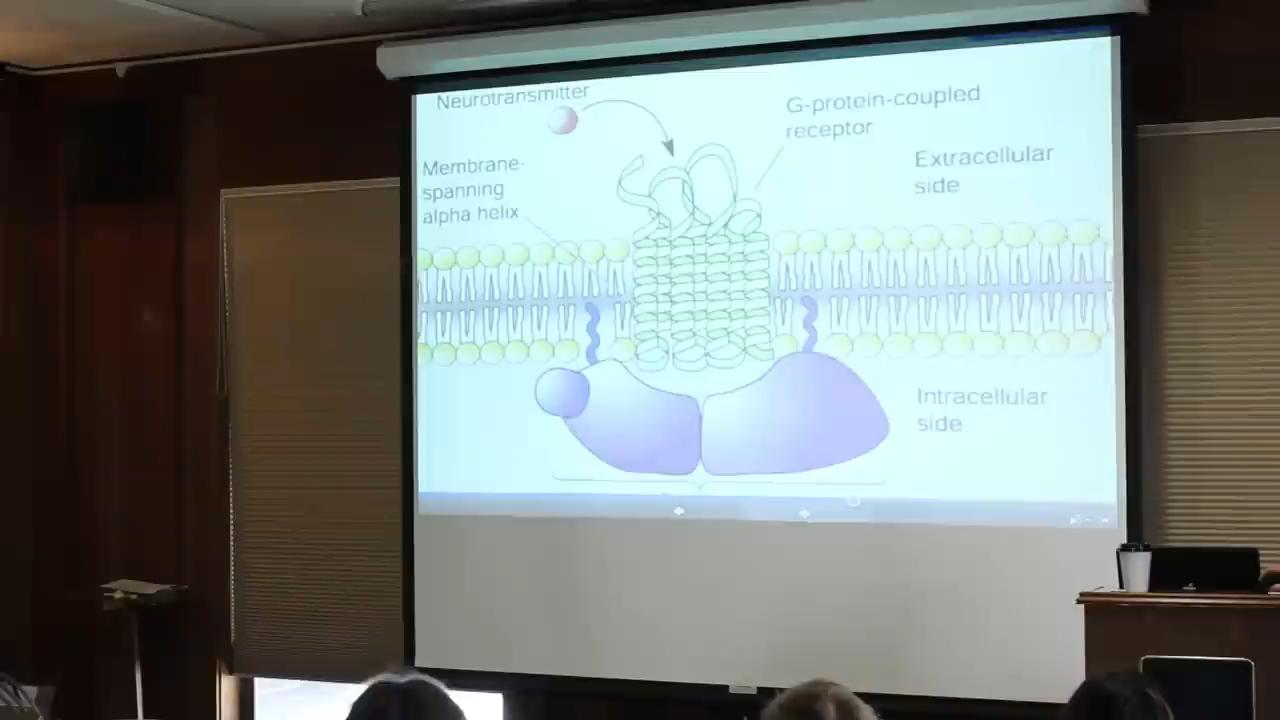 Neurotransmitter
G-protein-coupled
receptor
Membrane-
spanning
alpha helix
Extracellular
side
Intracellular
side